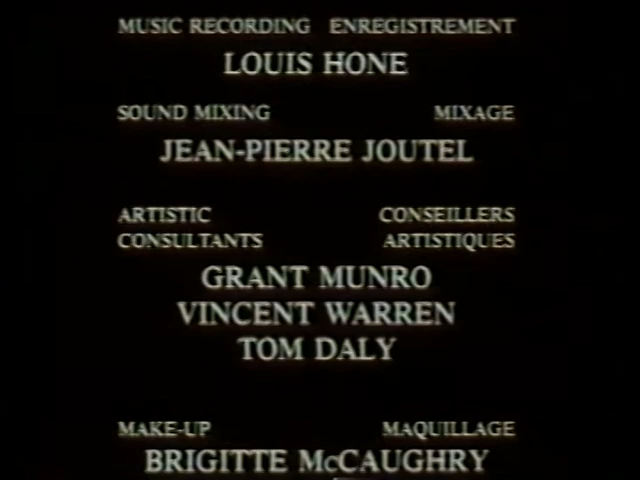 MUSIC RECORDING ENREGISTREMENT
LOUIS HONE
SOUND MIXING MIXAGE
JEAN-PIERRE JOUTEL
ARTISTIC CONSEILLERS
CONSULTANTS ARTISTIQUES
GRANT MUNRO
VINCENT WARREN
TOM DALY
MAKE-UP MAQUILLAGE
BRIGITTE McCAUGHRY